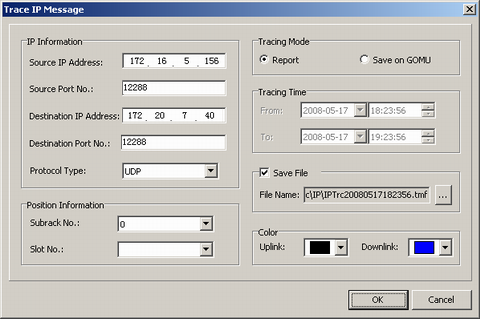 Trace IP Message
IP Information
Source IP Address: 172 . 16 . 5 . 156
Source Port No.: 12288
Destination IP Address: 172 . 20 . 7 . 40
Destination Port No.: 12288
Protocol Type: UDP
Position Information
Subrack No.: 0
Slot No.:
Tracing Mode
Report Save on GOMU
Tracing Time
From: 2008-05-17 18:23:56
To: 2008-05-17 19:23:56
Save File
File Name: c\IP\IPTrc20080517182356.tmf ...
Color
Uplink: Downlink:
OK Cancel